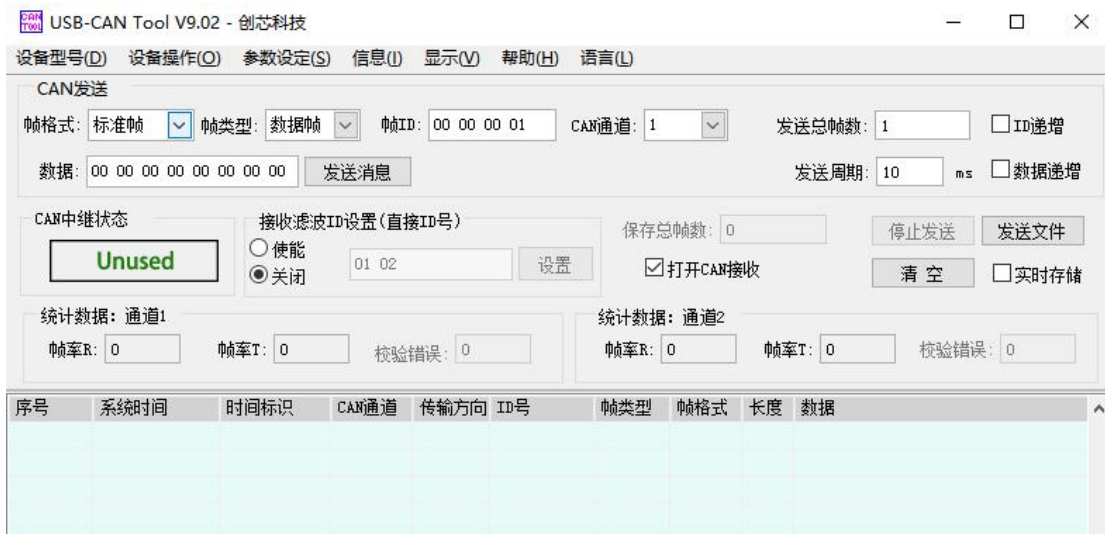 CAN TOOL USB-CAN Tool V9.02 - 创芯科技
设备型号(D) 设备操作(O) 参数设定(S) 信息(I) 显示(V) 帮助(H) 语言(L)
CAN发送
帧格式: 标准帧 帧类型: 数据帧 帧ID: 00 00 00 01 CAN通道: 1 发送总帧数: 1 ID递增
数据: 00 00 00 00 00 00 00 00 发送消息 发送周期: 10 ms 数据递增
CAN中继状态
Unused
接收滤波ID设置(直接ID号)
使能
关闭
01 02 设置
保存总帧数: 0 停止发送 发送文件
打开CAN接收 清 空 实时存储
统计数据: 通道1
帧率R: 0 帧率T: 0 校验错误: 0
统计数据: 通道2
帧率R: 0 帧率T: 0 校验错误: 0
序号 系统时间 时间标识 CAN通道 传输方向 ID号 帧类型 帧格式 长度 数据